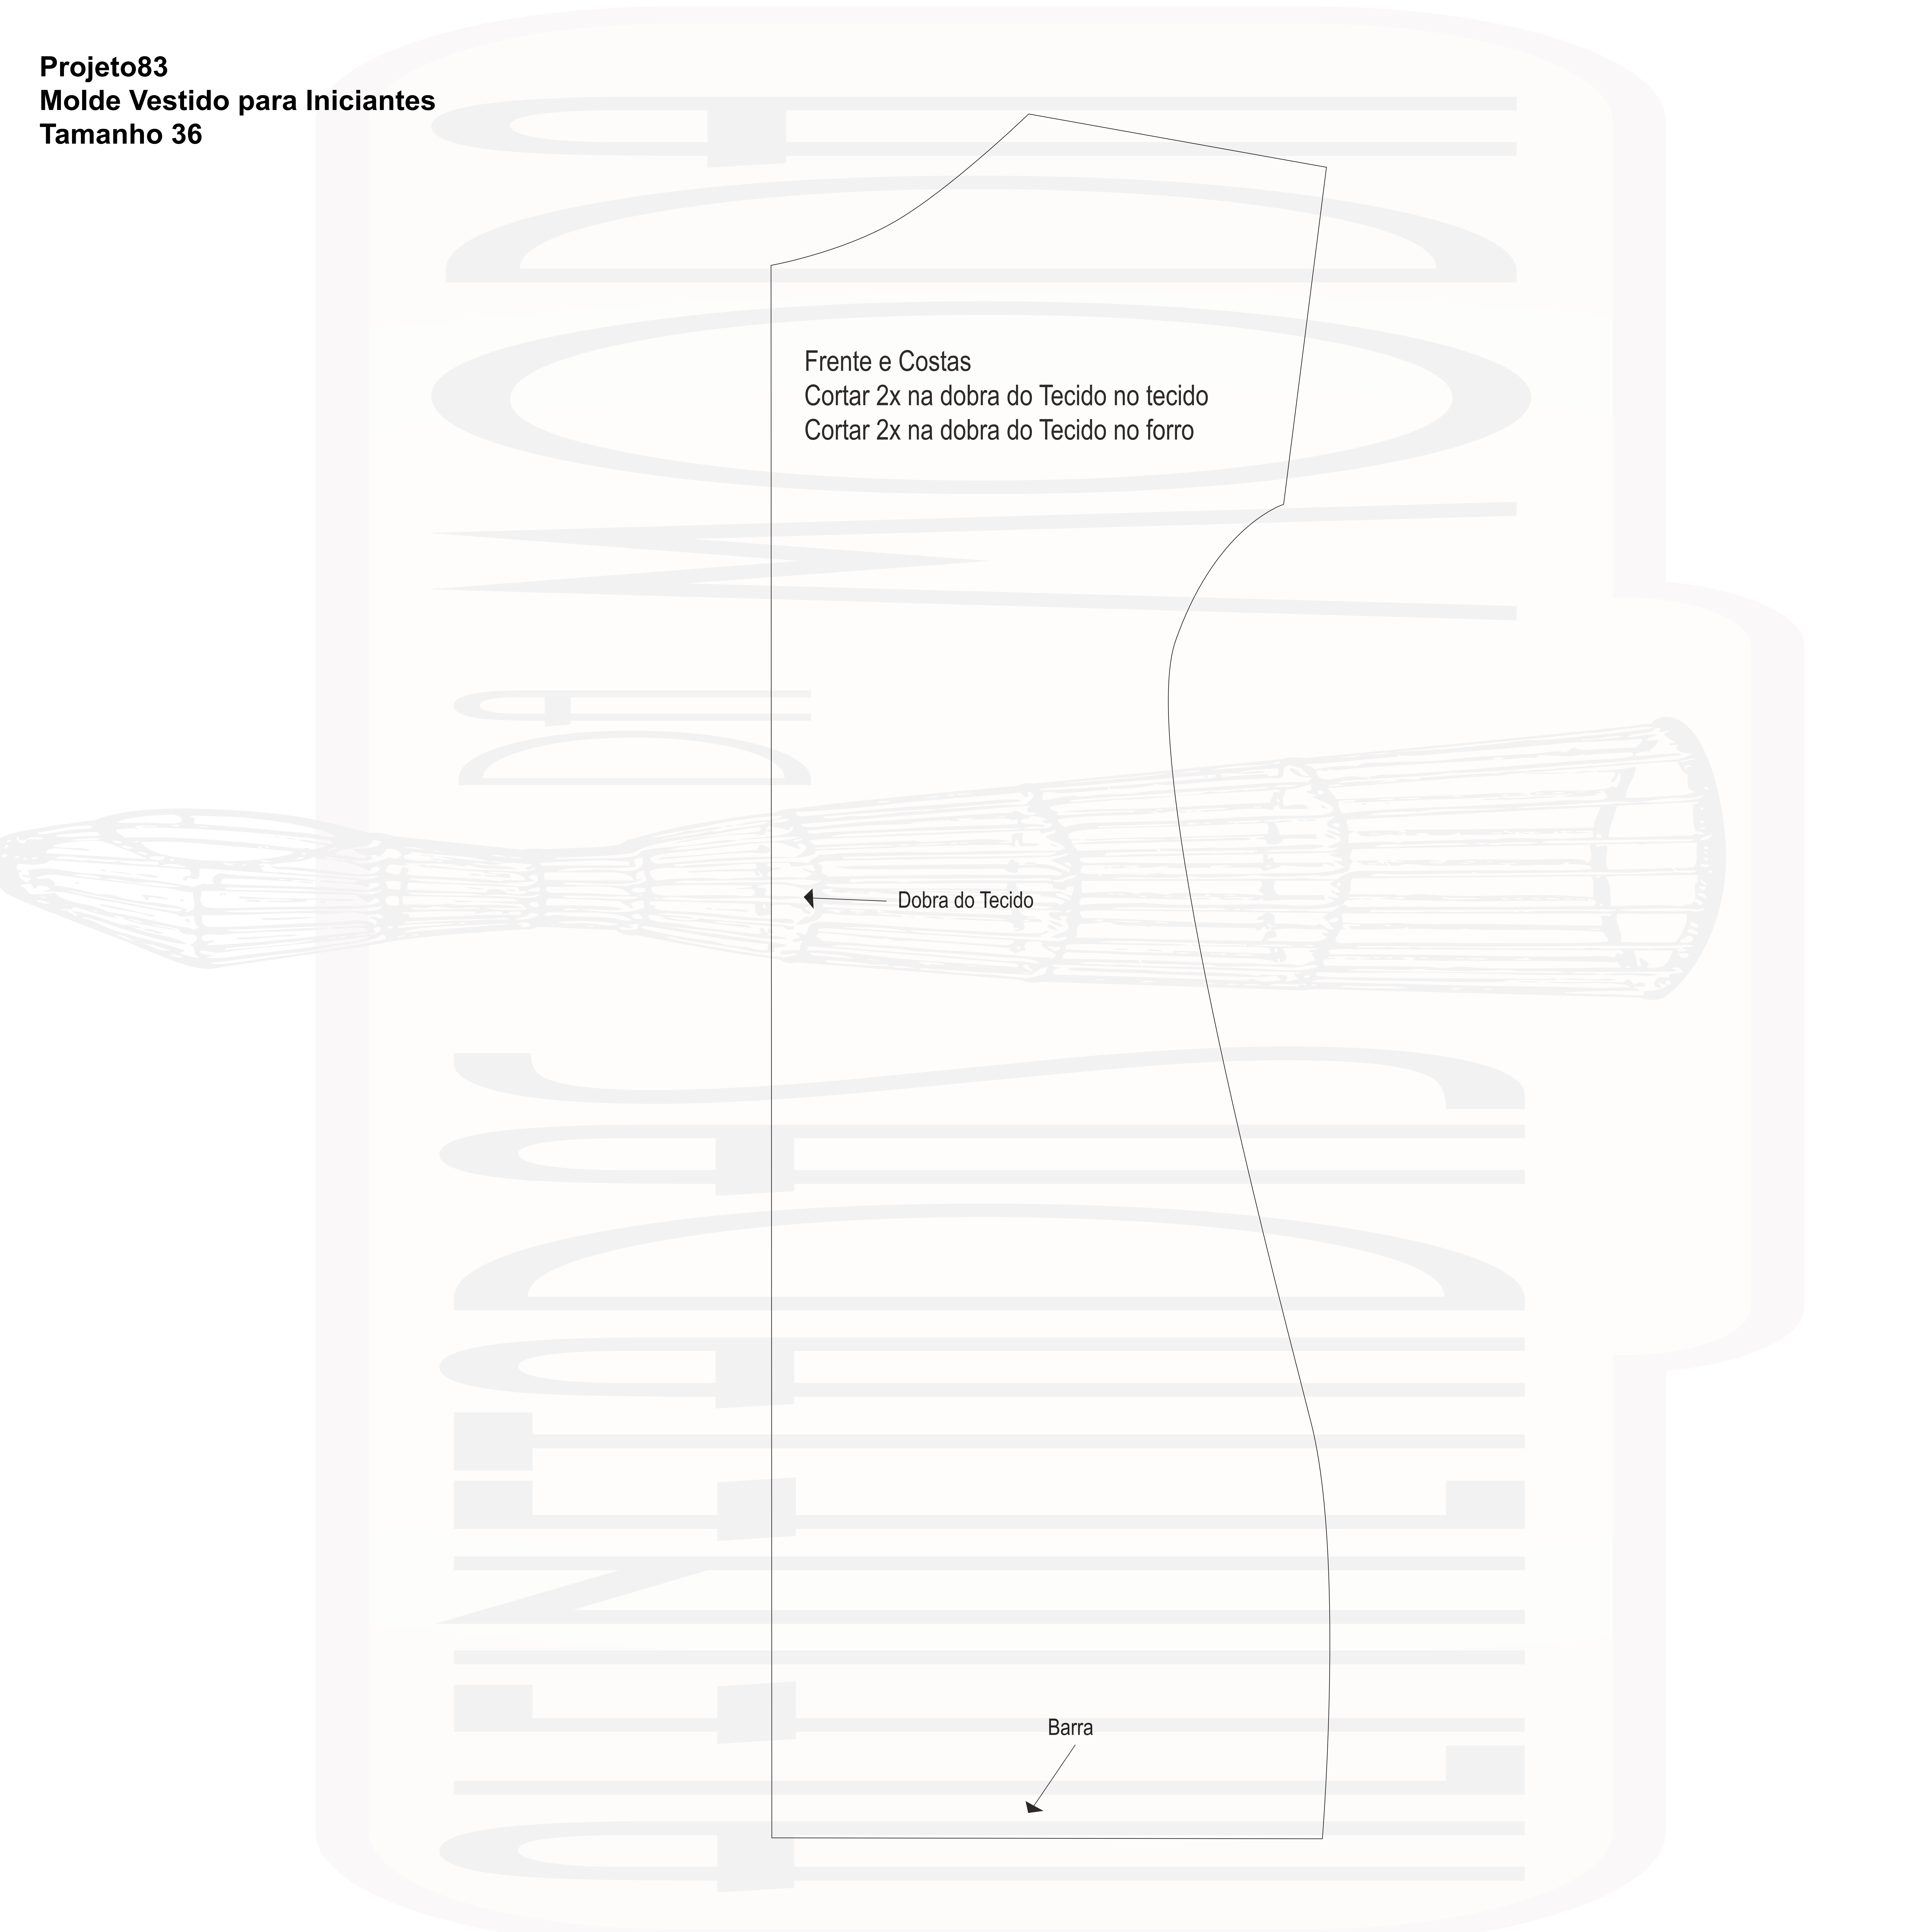 Projeto83
Molde Vestido para Iniciantes
Tamanho 36
Frente e Costas
Cortar 2x na dobra do Tecido no tecido
Cortar 2x na dobra do Tecido no forro
Dobra do Tecido
Barra